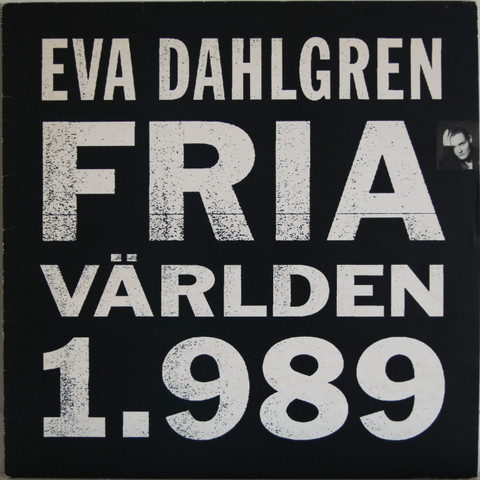 EVA DAHLGREN
FRIA
VÄRLDEN
1.989